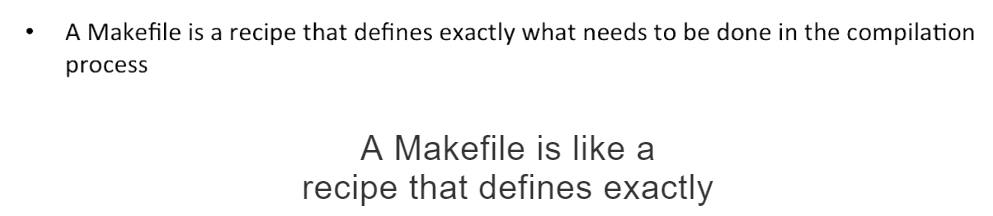 • A Makefile is a recipe that defines exactly what needs to be done in the compilation
process
A Makefile is like a
recipe that defines exactly